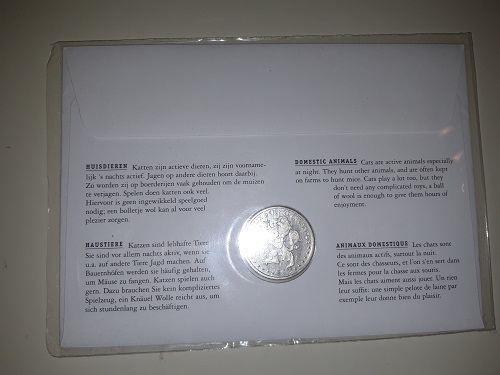 HUISDIEREN Katten zijn actieve dieren, zij zijn voorname-
lijk 's nachts actief. Jagen op andere dieren hoort daarbij.
Zo worden zij op boerderijen vaak gehouden om de muizen
te verjagen. Spelen doen katten ook veel.
Hiervoor is geen ingewikkeld speelgoed
nodig; een bulletje wol kan al voor veel
plezier zorgen.
DOMESTIC ANIMALS Cats are active animals especially
at night. They hunt other animals, and are often kept
on farms to hunt mice. Cats play a lot too, but they
don't need any complicated toys, a ball
of wool is enough to give them hours of
enjoyment.
HAUSTIERE Katzen sind lebhafte Tiere
Sie sind vor allem nachts aktiv, wenn sie
u.a. auf andere Tiere Jagd machen. Auf
Bauernhöfen werden sie häufig gehalten,
um Mäuse zu fangen. Katzen spielen auch
gern. Dazu brauchen Sie kein kompliziertes
Spielzeug, ein Knäuel Wolle reicht aus, um
sich stundenlang zu beschäftigen.
ANIMAUX DOMESTIQUE Les chats sont
des animaux actifs, surtout la nuit.
Ce sont des chasseurs, et l'on s'en sert dans
les fermes pour la chasse aux souris.
Mais les chats aiment aussi jouer. Un rien
leur suffit: une simple pelote de laine par
exemple leur donne bien du plaisir.